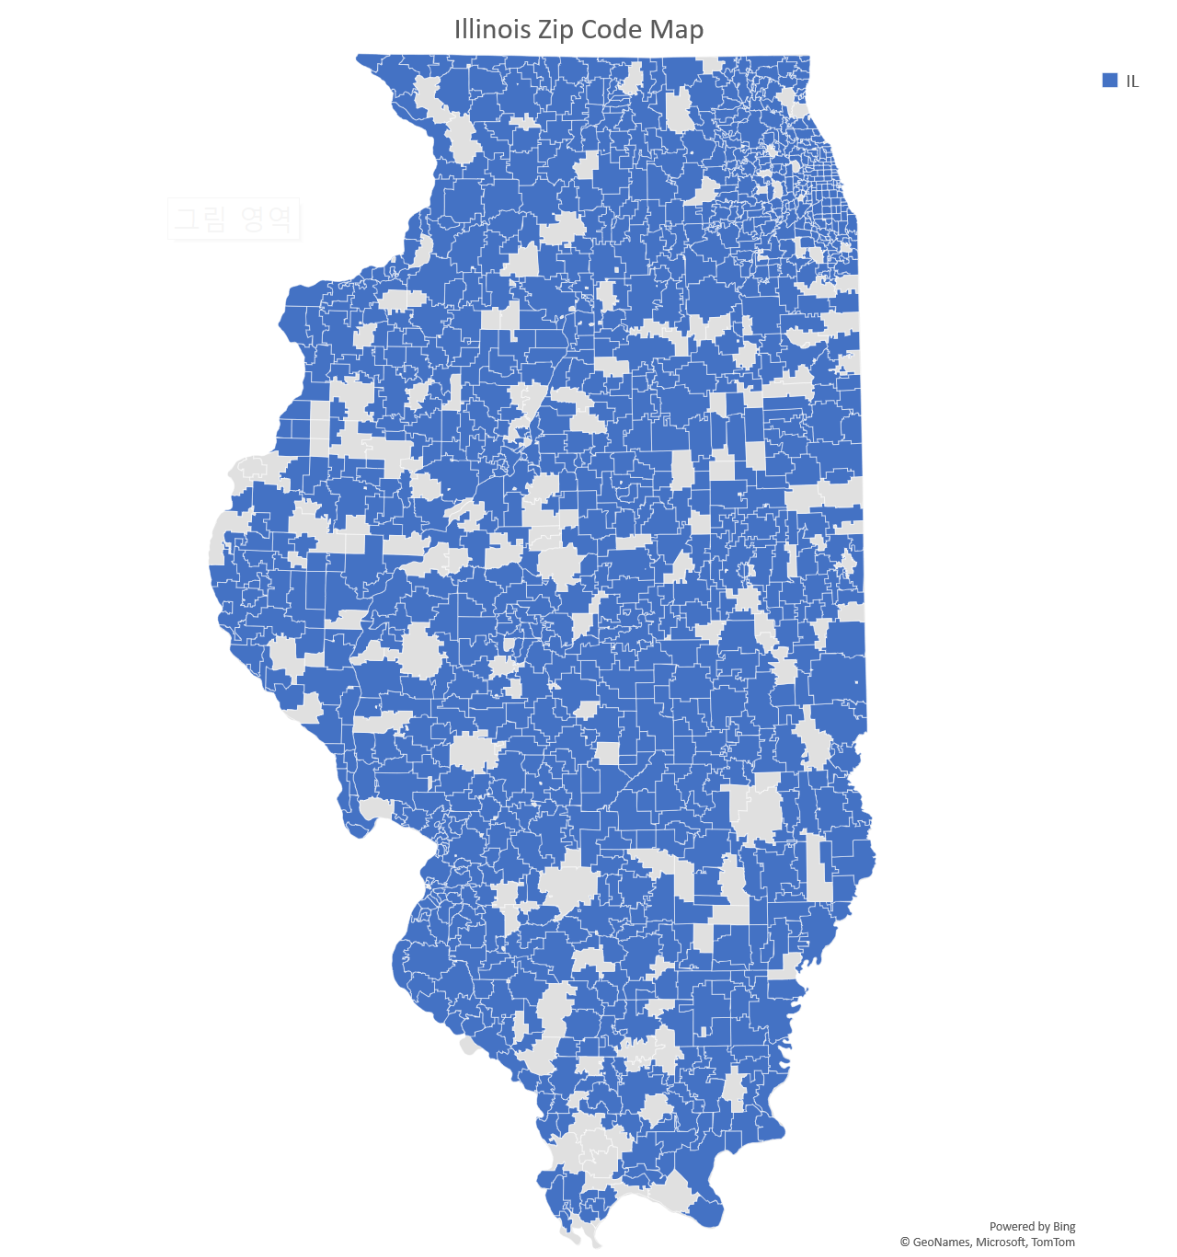 Illinois Zip Code Map
IL
그림 영역
Powered by Bing
© GeoNames, Microsoft, TomTom